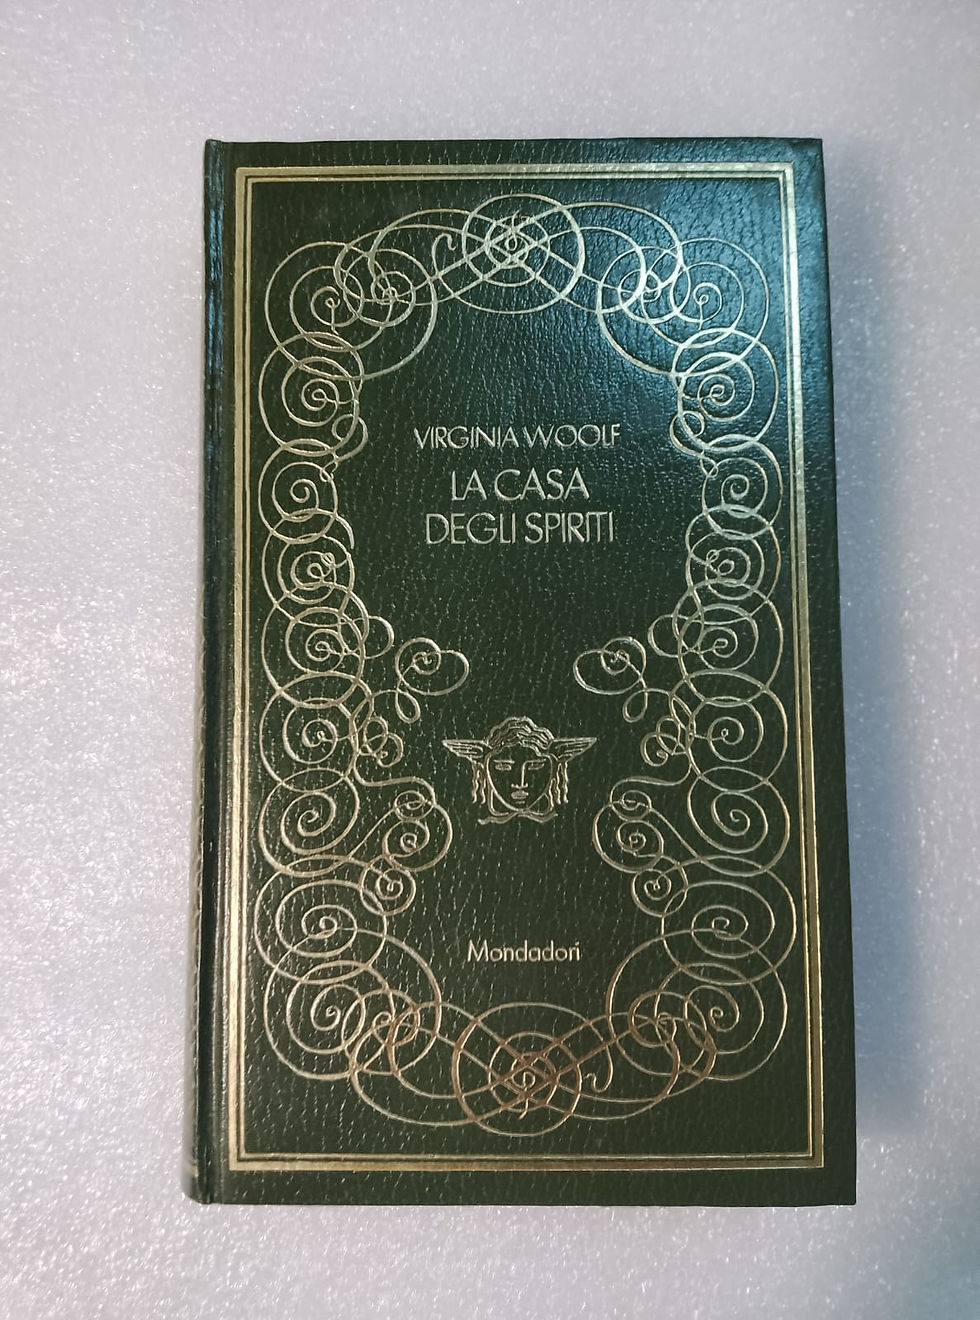 VIRGINIA WOOLF
LA CASA
DEGLI SPIRITI
Mondadori